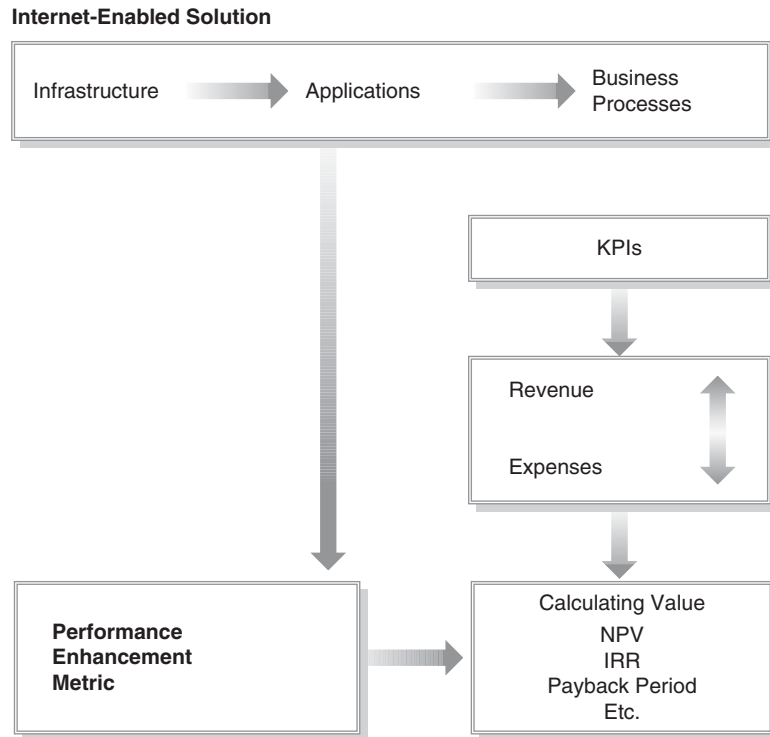 Internet-Enabled Solution
Infrastructure
Applications
Business
Processes
KPIs
Revenue
Expenses
Performance
Enhancement
Metric
Calculating Value
NPV
IRR
Payback Period
Etc.